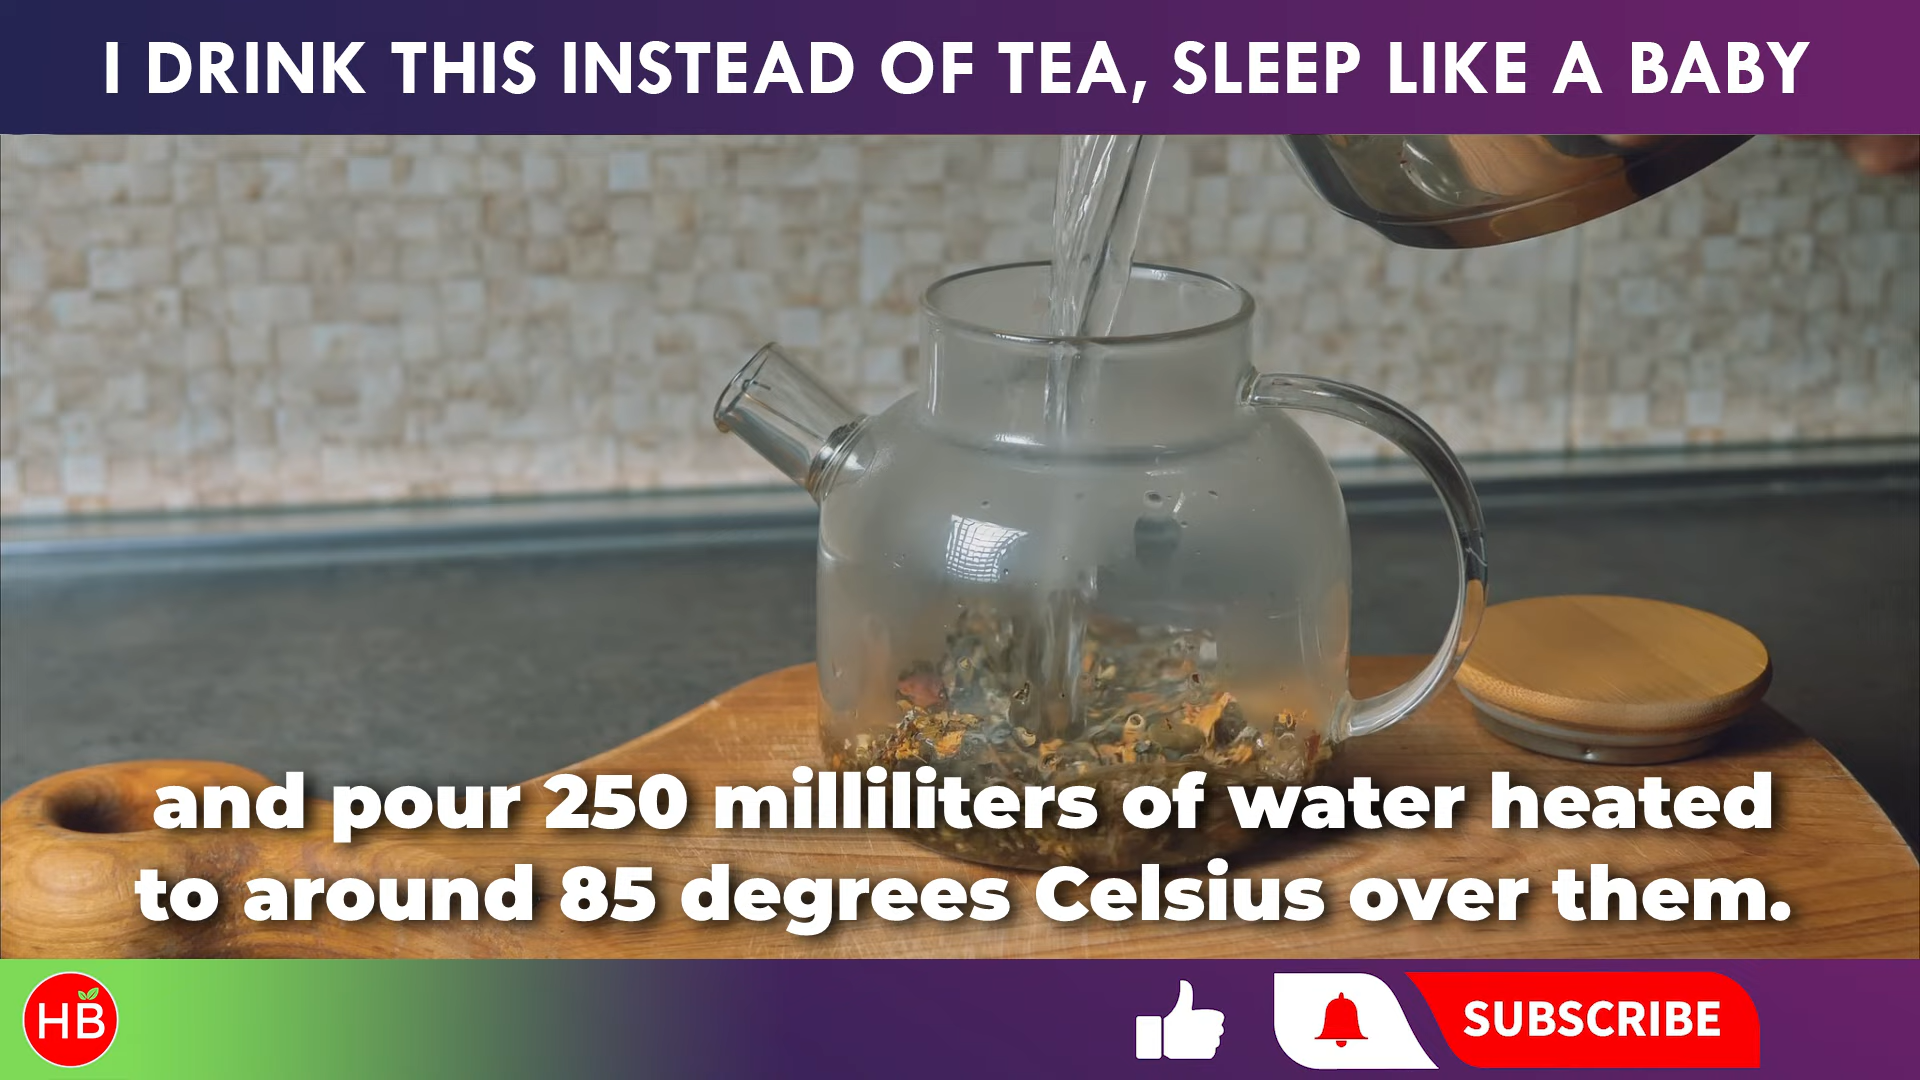 I DRINK THIS INSTEAD OF TEA, SLEEP LIKE A BABY
and pour 250 milliliters of water heated
to around 85 degrees Celsius over them.
HB
SUBSCRIBE